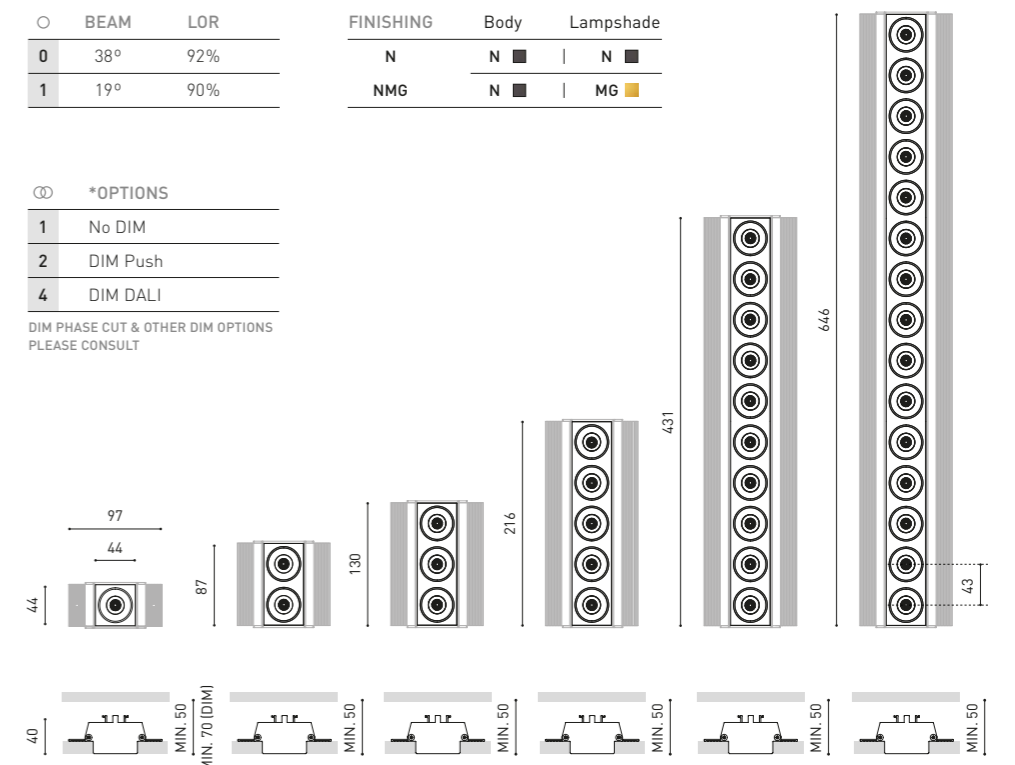 BEAM LOR
0 38º 92%
1 19º 90%
FINISHING Body Lampshade
N N | N
NMG N | MG
*OPTIONS
1 No DIM
2 DIM Push
4 DIM DALI
DIM PHASE CUT & OTHER DIM OPTIONS
PLEASE CONSULT
97
44
44
87
130
216
431
646
43
40
MIN. 50
MIN. 70 (DIM)
MIN. 50
MIN. 50
MIN. 50
MIN. 50
MIN. 50